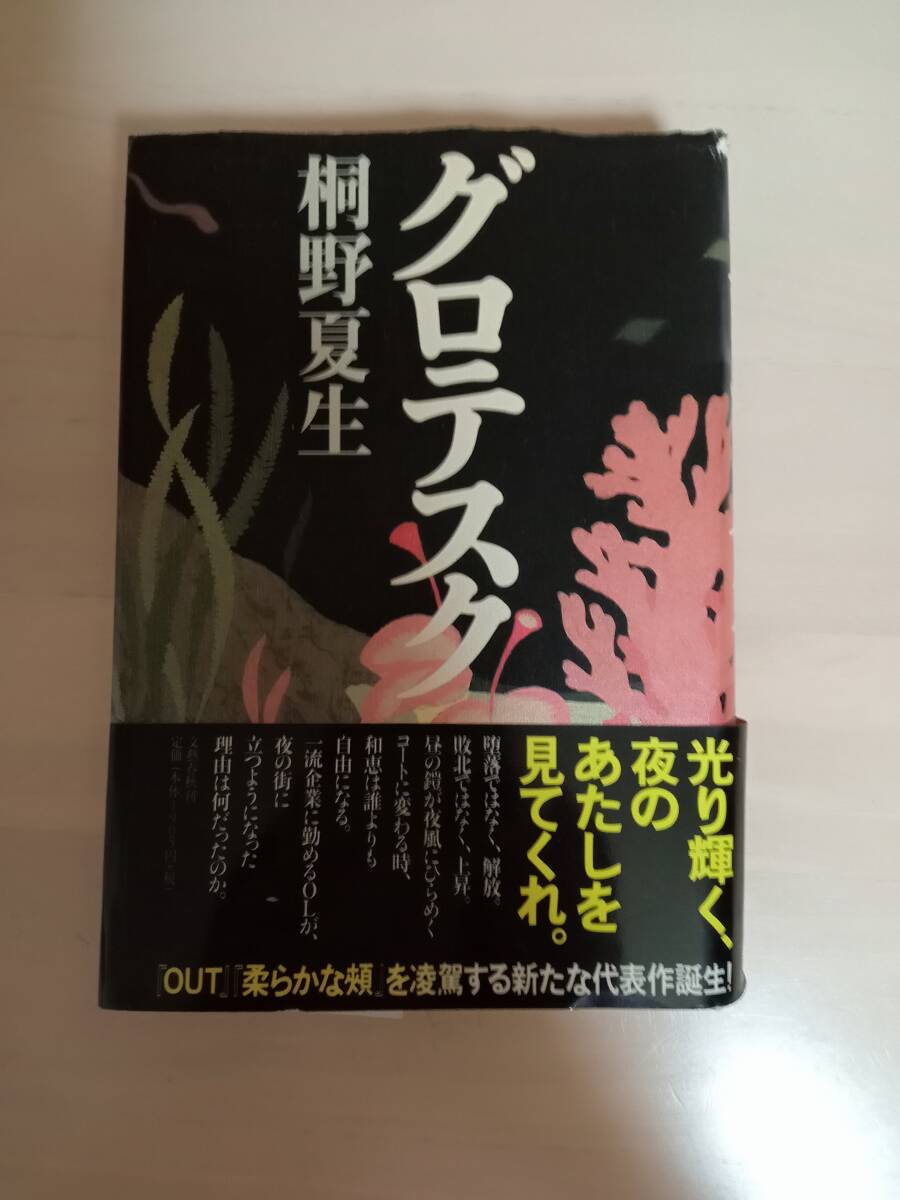 グロテスク
桐野夏生
光り輝く、
夜の
あたしを
見てくれ。
堕落ではなく、解放。
敗北ではなく、上昇。
昼の鎧が夜風にひらめく
コートに変わる時、
和恵は誰よりも
自由になる。
一流企業に勤めるOLが、
夜の街に
立つようになった
理由は何だったのか。
文藝春秋刊
『OUT』『柔らかな頰』を凌駕する新たな代表作誕生!